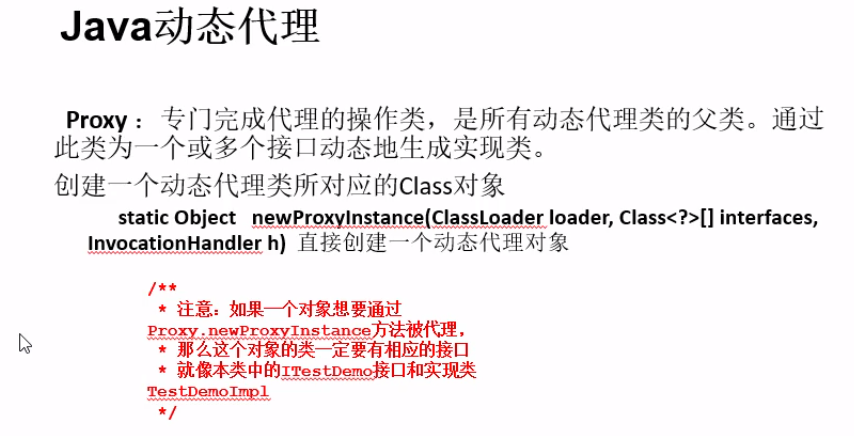 Java动态代理
Proxy ：专门完成代理的操作类，是所有动态代理类的父类。通过
此类为一个或多个接口动态地生成实现类。
创建一个动态代理类所对应的Class对象
static Object newProxyInstance(ClassLoader loader, Class<?>[] interfaces,
InvocationHandler h) 直接创建一个动态代理对象
/**
* 注意：如果一个对象想要通过
Proxy.newProxyInstance方法被代理，
* 那么这个对象的类一定要有相应的接口
* 就像本类中的ITestDemo接口和实现类
TestDemoImpl
*/